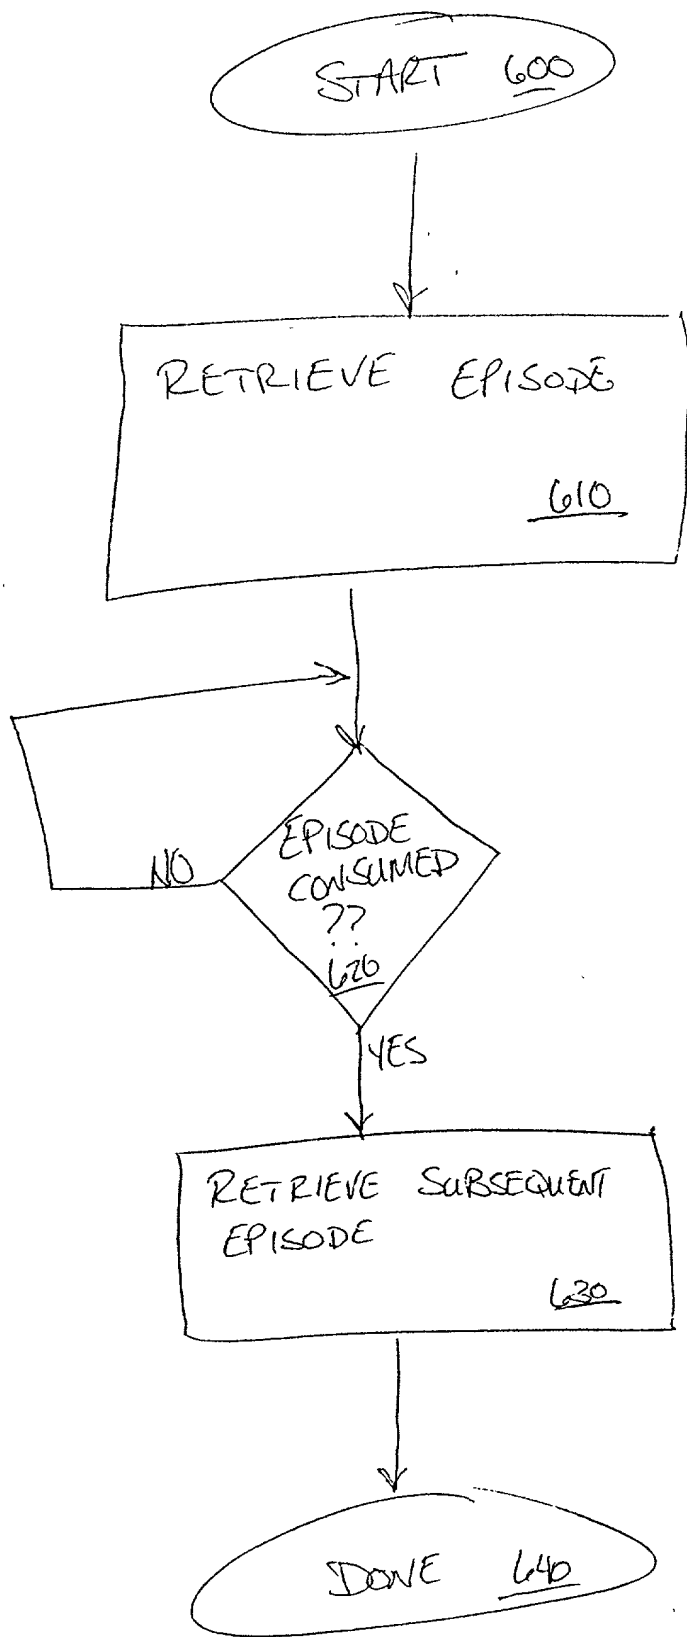 START 600
RETRIEVE EPISODE
610
EPISODE
CONSUMED
??
620
NO
YES
RETRIEVE SUBSEQUENT
EPISODE
630
DONE 640